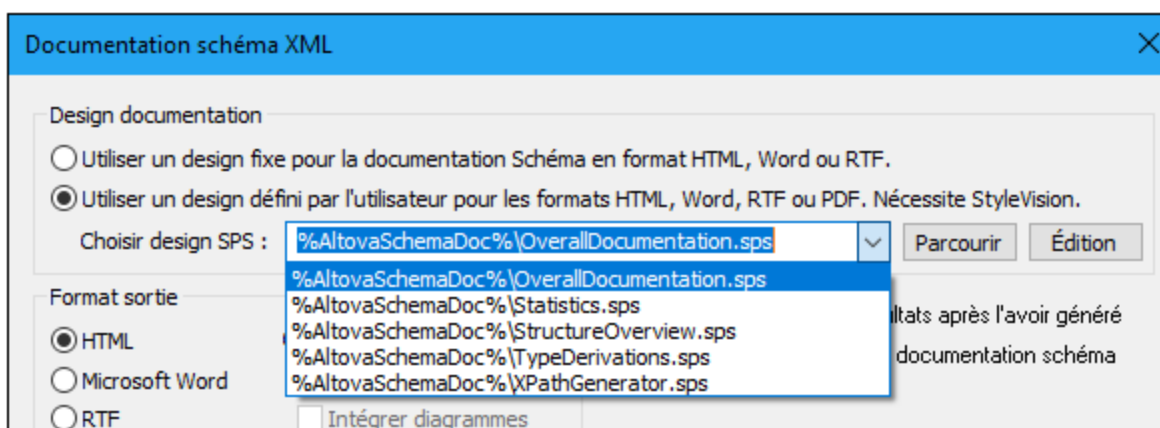 Documentation schéma XML
Design documentation
Utiliser un design fixe pour la documentation Schéma en format HTML, Word ou RTF.
Utiliser un design défini par l'utilisateur pour les formats HTML, Word, RTF ou PDF. Nécessite StyleVision.
Choisir design SPS : %AltovaSchemaDoc%\OverallDocumentation.sps Parcourir Édition
%AltovaSchemaDoc%\OverallDocumentation.sps
Format sortie
%AltovaSchemaDoc%\Statistics.sps
ltats après l'avoir généré
HTML
%AltovaSchemaDoc%\StructureOverview.sps
%AltovaSchemaDoc%\TypeDerivations.sps
documentation schéma
Microsoft Word
%AltovaSchemaDoc%\XPathGenerator.sps
RTF
Intégrer diagrammes